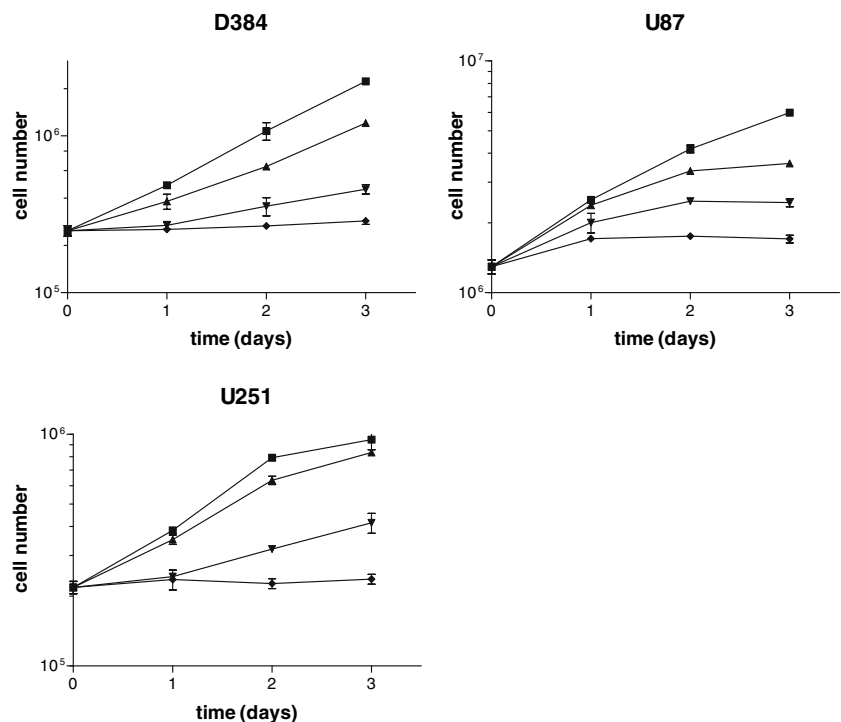 D384
cell number
10⁶
10⁵
0 1 2 3
time (days)
U87
cell number
10⁷
10⁶
0 1 2 3
time (days)
U251
cell number
10⁶
10⁵
0 1 2 3
time (days)